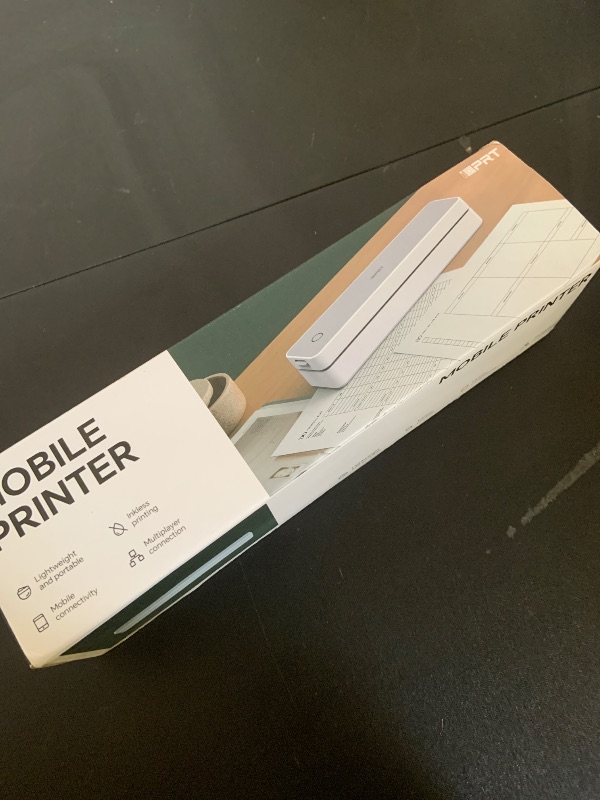 PRT
MOBILE PRINTER
OBILE
PRINTER
Inkless
printing
Multiplayer
connection
Lightweight
and portable
Mobile
connectivity